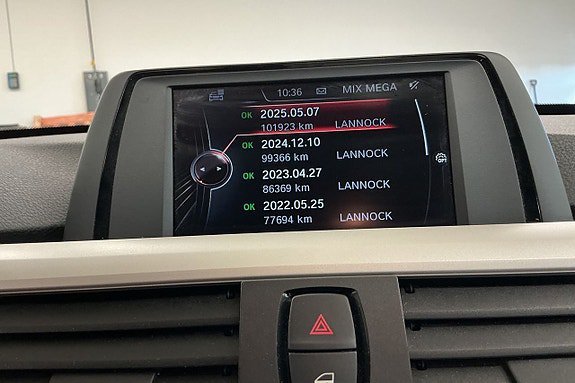 10:36 MIX MEGA
OK 2025.05.07
101923 km LANNOCK
OK 2024.12.10
99366 km LANNOCK
OK 2023.04.27
86369 km LANNOCK
OK 2022.05.25
77694 km LANNOCK